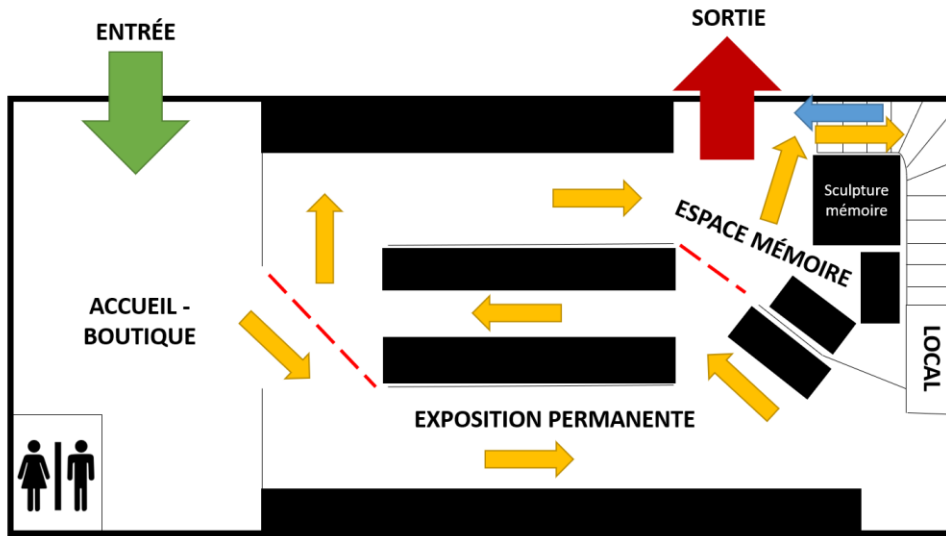 ENTRÉE
SORTIE
Sculpture
mémoire
ESPACE MÉMOIRE
ACCUEIL -
BOUTIQUE
LOCAL
EXPOSITION PERMANENTE